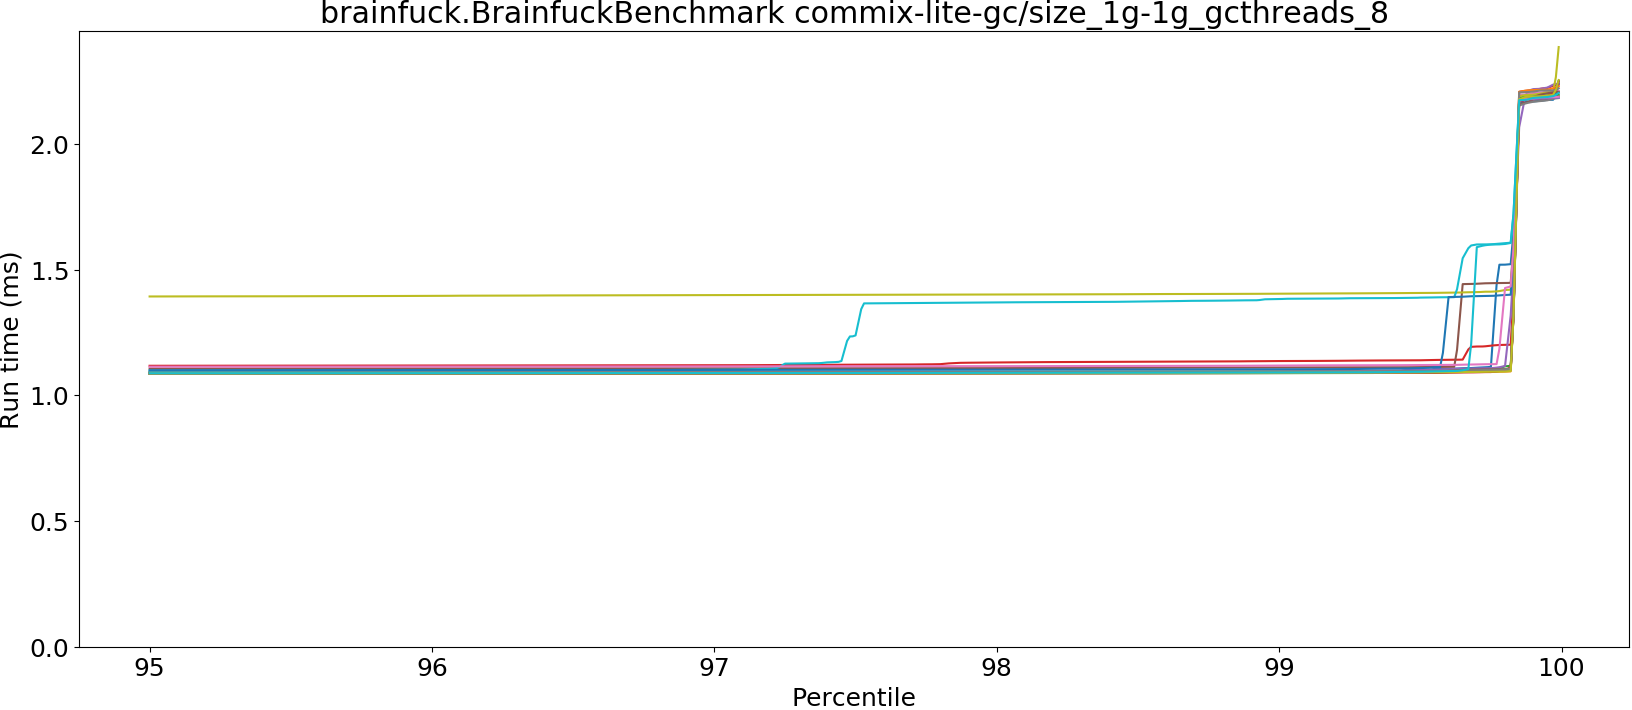 brainfuck.BrainfuckBenchmark commix-lite-gc/size_1g-1g_gcthreads_8
Run time (ms)
2.0
1.5
1.0
0.5
0.0
95 96 97 98 99 100
Percentile